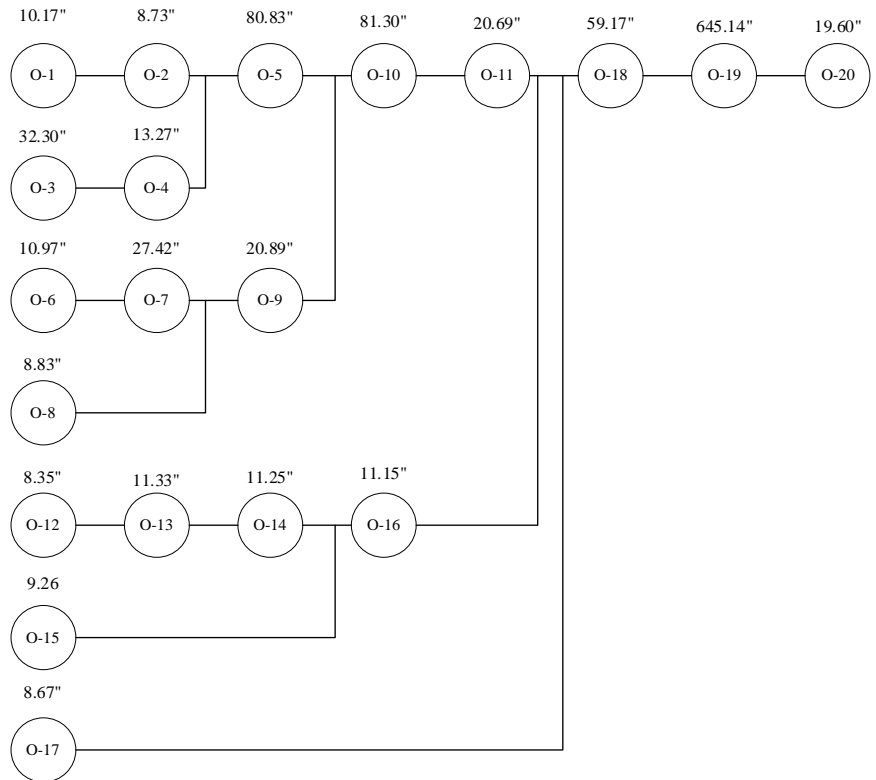 10.17" 8.73" 80.83" 81.30" 20.69" 59.17" 645.14" 19.60"
O-1 O-2 O-5 O-10 O-11 O-18 O-19 O-20
32.30" 13.27"
O-3 O-4
10.97" 27.42" 20.89"
O-6 O-7 O-9
8.83"
O-8
8.35" 11.33" 11.25" 11.15"
O-12 O-13 O-14 O-16
9.26
O-15
8.67"
O-17